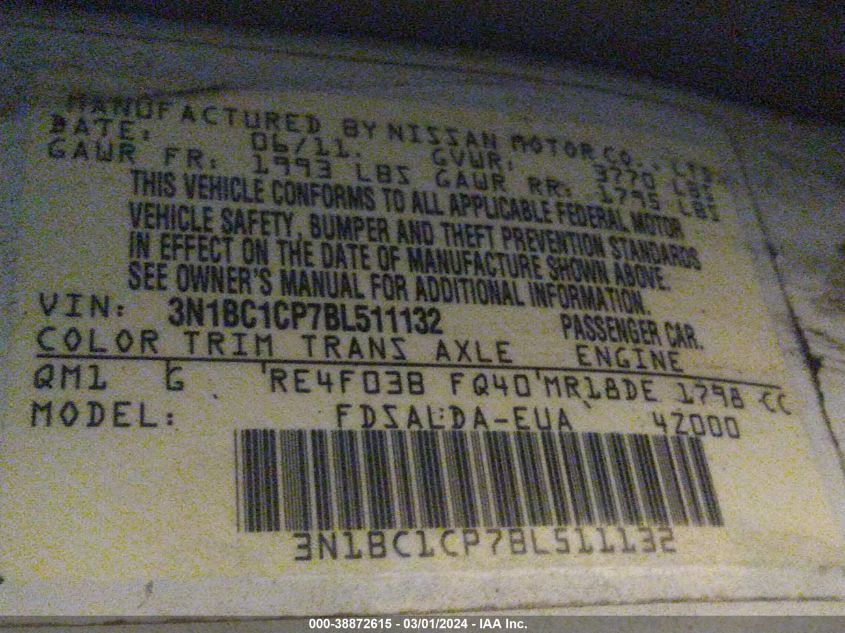 MANUFACTURED BY NISSAN MOTOR CO., LTD.
DATE: 06/11. GVWR: 3770 LBS
GAWR FR: 1993 LBS GAWR RR: 1795 LBS
THIS VEHICLE CONFORMS TO ALL APPLICABLE FEDERAL MOTOR
VEHICLE SAFETY, BUMPER AND THEFT PREVENTION STANDARDS
IN EFFECT ON THE DATE OF MANUFACTURE SHOWN ABOVE.
SEE OWNER'S MANUAL FOR ADDITIONAL INFORMATION.
VIN: 3N1BC1CP7BL511132 PASSENGER CAR.
COLOR TRIM TRANS AXLE ENGINE
QM1 G RE4F03B FQ40 MR18DE 1798 CC
MODEL: FDSALDA-EUA 4Z000
3N1BC1CP7BL511132
000-38872615 - 03/01/2024 - IAA Inc.